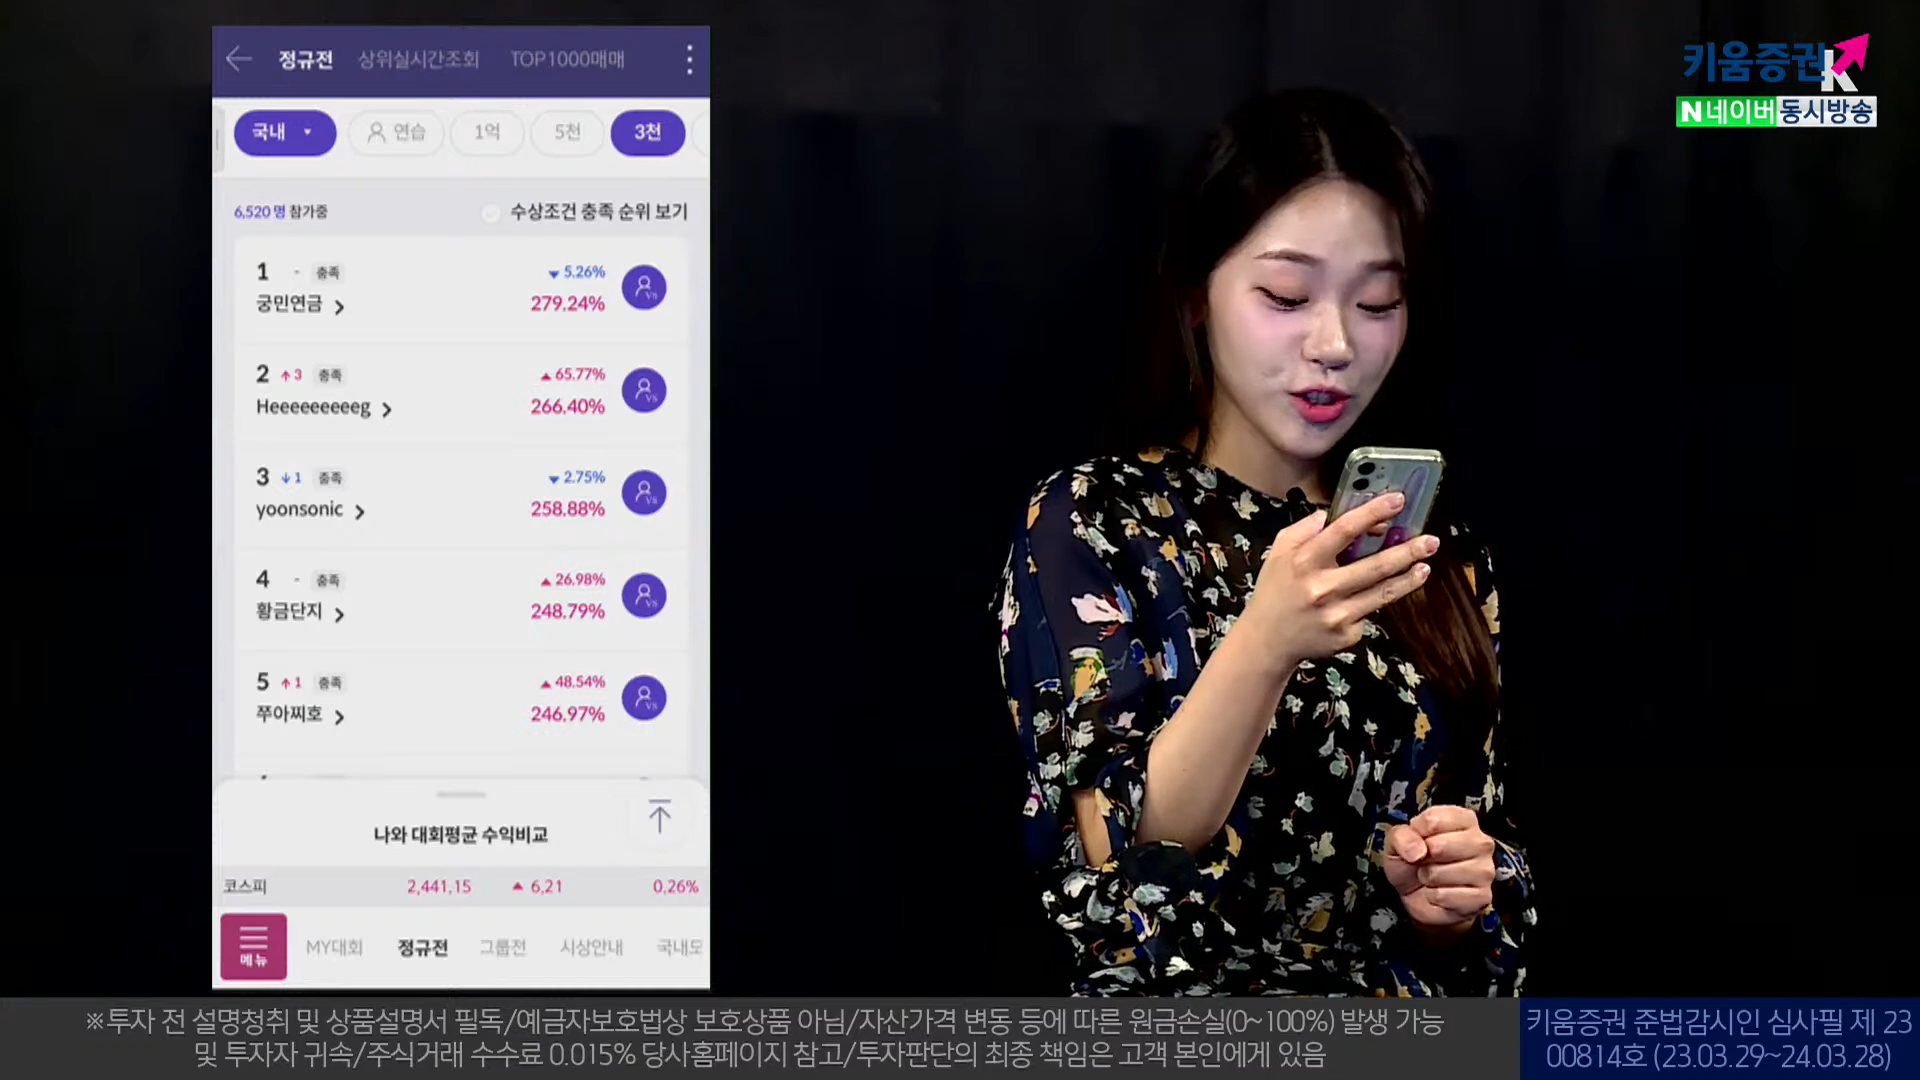 정규전 상위실시간조회 TOP1000매매
국내 연습 1억 5천 3천
6,520 명 참가중 수상조건 충족 순위 보기
1 - 충족 5.26%
궁민연금 279.24% VS
2 3 충족 65.77%
Heeeeeeeeeg 266.40% VS
3 1 충족 2.75%
yoonsonic 258.88% VS
4 - 충족 26.98%
황금단지 248.79% VS
5 1 충족 48.54%
쭈아찌호 246.97% VS
나와 대회평균 수익비교
코스피 2,441.15 6.21 0.26%
메뉴 MY대회 정규전 그룹전 시상안내 국내모
키움증권 K
N 네이버 동시방송
※투자 전 설명청취 및 상품설명서 필독/예금자보호법상 보호상품 아님/자산가격 변동 등에 따른 원금손실(0~100%) 발생 가능
및 투자자 귀속/주식거래 수수료 0.015% 당사홈페이지 참고/투자판단의 최종 책임은 고객 본인에게 있음
키움증권 준법감시인 심사필 제 23
00814호 (23.03.29~24.03.28)